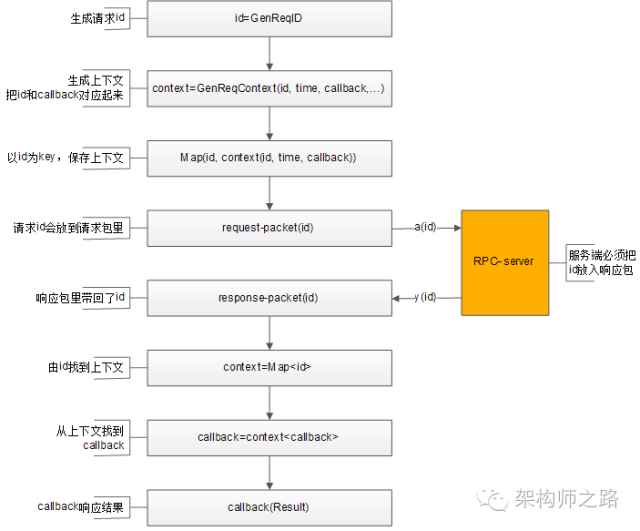 生成请求id
id=GenReqID
生成上下文
把id和callback对应起来
context=GenReqContext(id, time, callback,...)
以id为key，保存上下文
Map(id, context(id, time, callback))
请求id会放到请求包里
request-packet(id)
a(id)
RPC-server
服务端必须把
id放入响应包
响应包里带回了id
response-packet(id)
y(id)
由id找到上下文
context=Map<id>
从上下文找到
callback
callback=context<callback>
callback响应结果
callback(Result)
架构师之路